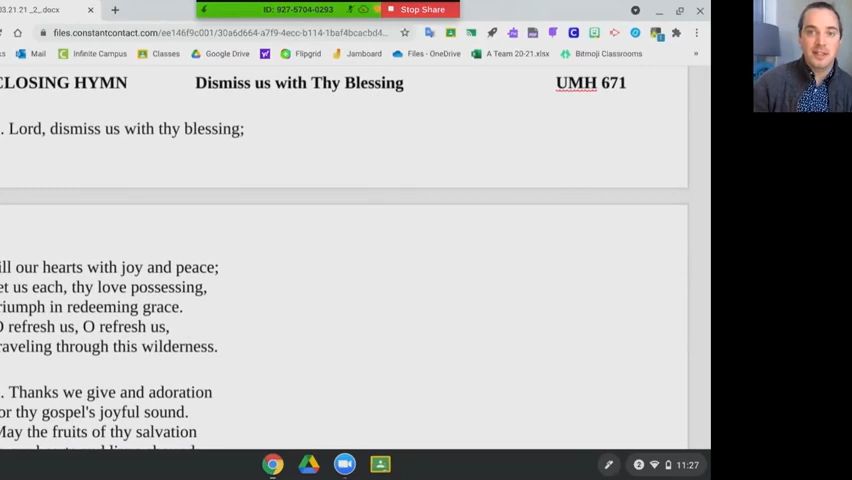 03.21.21 _2_.docx
ID: 927-5704-0293
Stop Share
files.constantcontact.com/ee146f9c001/30a6d664-a7f9-4ecc-b114-1baf4bcacbd4...
ks Mail Infinite Campus Classes Google Drive Flipgrid Jamboard Files - OneDrive A Team 20-21.xlsx Bitmoji Classrooms »
CLOSING HYMN Dismiss us with Thy Blessing UMH 671
. Lord, dismiss us with thy blessing;
ill our hearts with joy and peace;
et us each, thy love possessing,
riumph in redeeming grace.
O refresh us, O refresh us,
raveling through this wilderness.
. Thanks we give and adoration
or thy gospel's joyful sound.
May the fruits of thy salvation
2 11:27